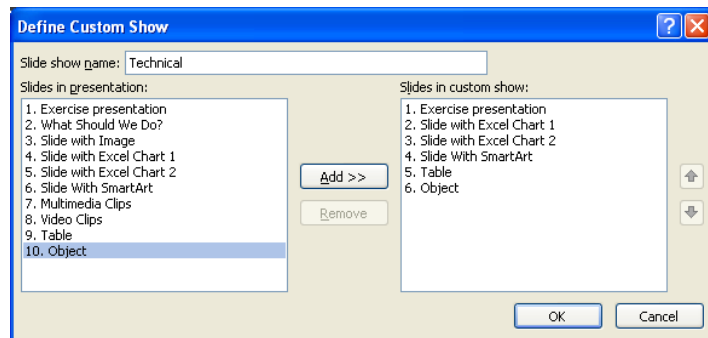 Define Custom Show
Slide show name: Technical
Slides in presentation:
1. Exercise presentation
2. What Should We Do?
3. Slide with Image
4. Slide with Excel Chart 1
5. Slide with Excel Chart 2
6. Slide With SmartArt
7. Multimedia Clips
8. Video Clips
9. Table
10. Object
Add >>
Remove
Slides in custom show:
1. Exercise presentation
2. Slide with Excel Chart 1
3. Slide with Excel Chart 2
4. Slide With SmartArt
5. Table
6. Object
OK Cancel